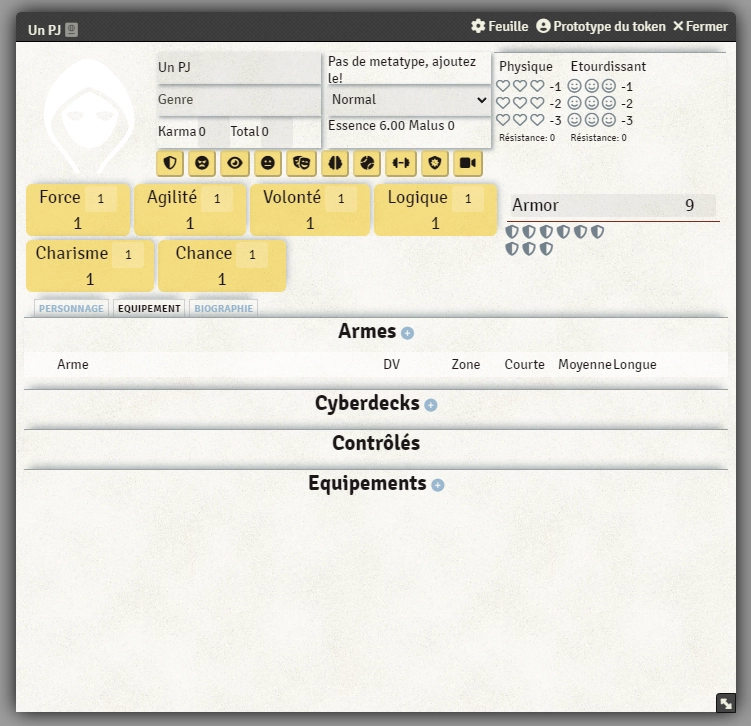 Un PJ Feuille Prototype du token Fermer
Un PJ
Pas de metatype, ajoutez
le!
Genre
Normal
Karma 0 Total 0
Essence 6.00 Malus 0
Physique Etourdissant
-1 -1
-2 -2
-3 -3
Résistance: 0 Résistance: 0
Force 1 Agilité 1 Volonté 1 Logique 1
1 1 1 1
Armor 9
Charisme 1 Chance 1
1 1
PERSONNAGE EQUIPEMENT BIOGRAPHIE
Armes
Arme DV Zone Courte Moyenne Longue
Cyberdecks
Contrôlés
Equipements